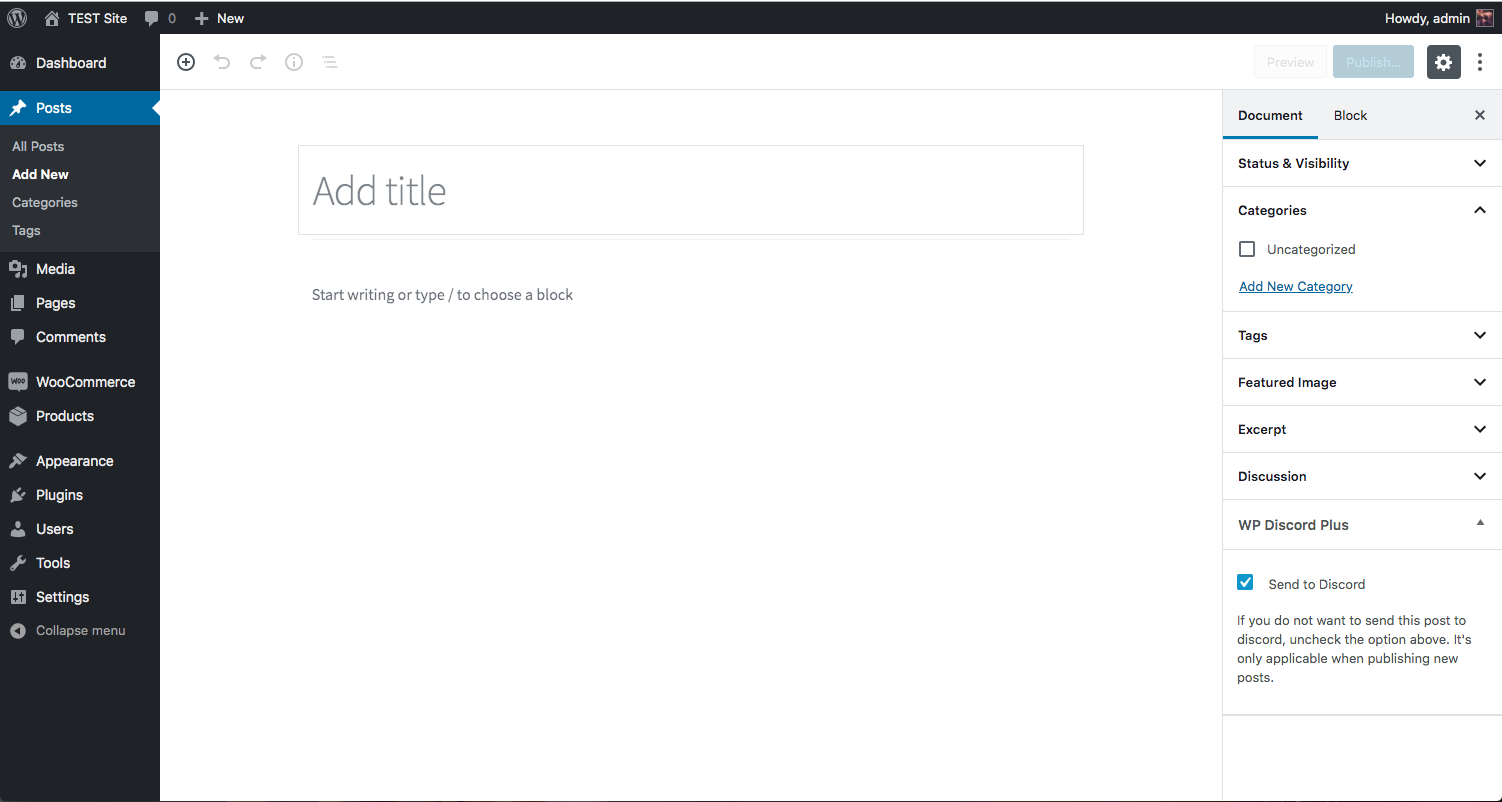 TEST Site 0 New Howdy, admin
Dashboard
Posts
All Posts
Add New
Categories
Tags
Media
Pages
Comments
WOO WooCommerce
Products
Appearance
Plugins
Users
Tools
Settings
Collapse menu
Preview Publish...
Add title
Start writing or type / to choose a block
Document Block
Status & Visibility
Categories
Uncategorized
Add New Category
Tags
Featured Image
Excerpt
Discussion
WP Discord Plus
Send to Discord
If you do not want to send this post to
discord, uncheck the option above. It's
only applicable when publishing new
posts.